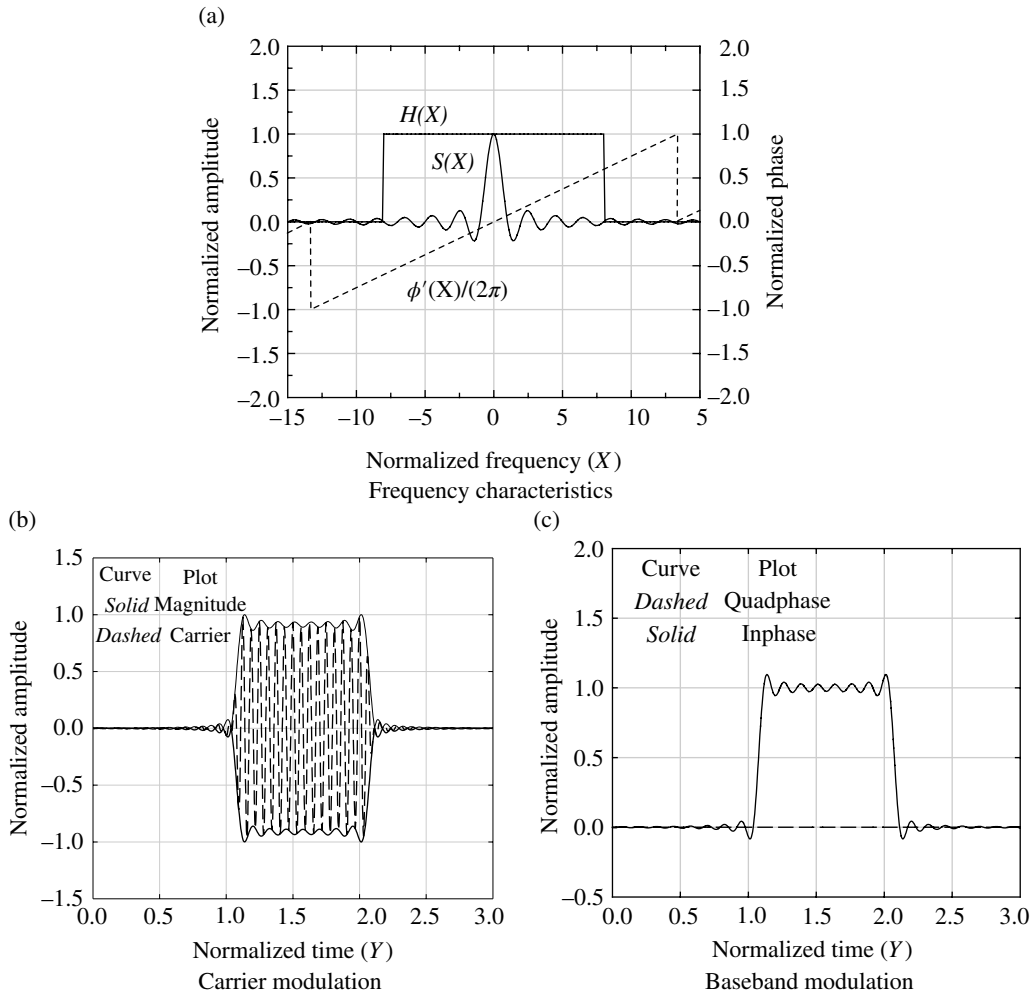 (a)
2.0
1.5
1.0
0.5
0.0
–0.5
–1.0
–1.5
–2.0
Normalized amplitude
H(X)
S(X)
ϕ′(X)/(2π)
2.0
1.5
1.0
0.5
0.0
–0.5
–1.0
–1.5
–2.0
Normalized phase
–15 –10 –5 0 5 10 5
Normalized frequency (X)
Frequency characteristics
(b)
1.5
1.0
0.5
0.0
–0.5
–1.0
–1.5
Normalized amplitude
Curve Plot
Solid Magnitude
Dashed Carrier
0.0 0.5 1.0 1.5 2.0 2.5 3.0
Normalized time (Y)
Carrier modulation
(c)
2.0
1.5
1.0
0.5
0.0
–0.5
Normalized amplitude
Curve Plot
Dashed Quadphase
Solid Inphase
0.0 0.5 1.0 1.5 2.0 2.5 3.0
Normalized time (Y)
Baseband modulation